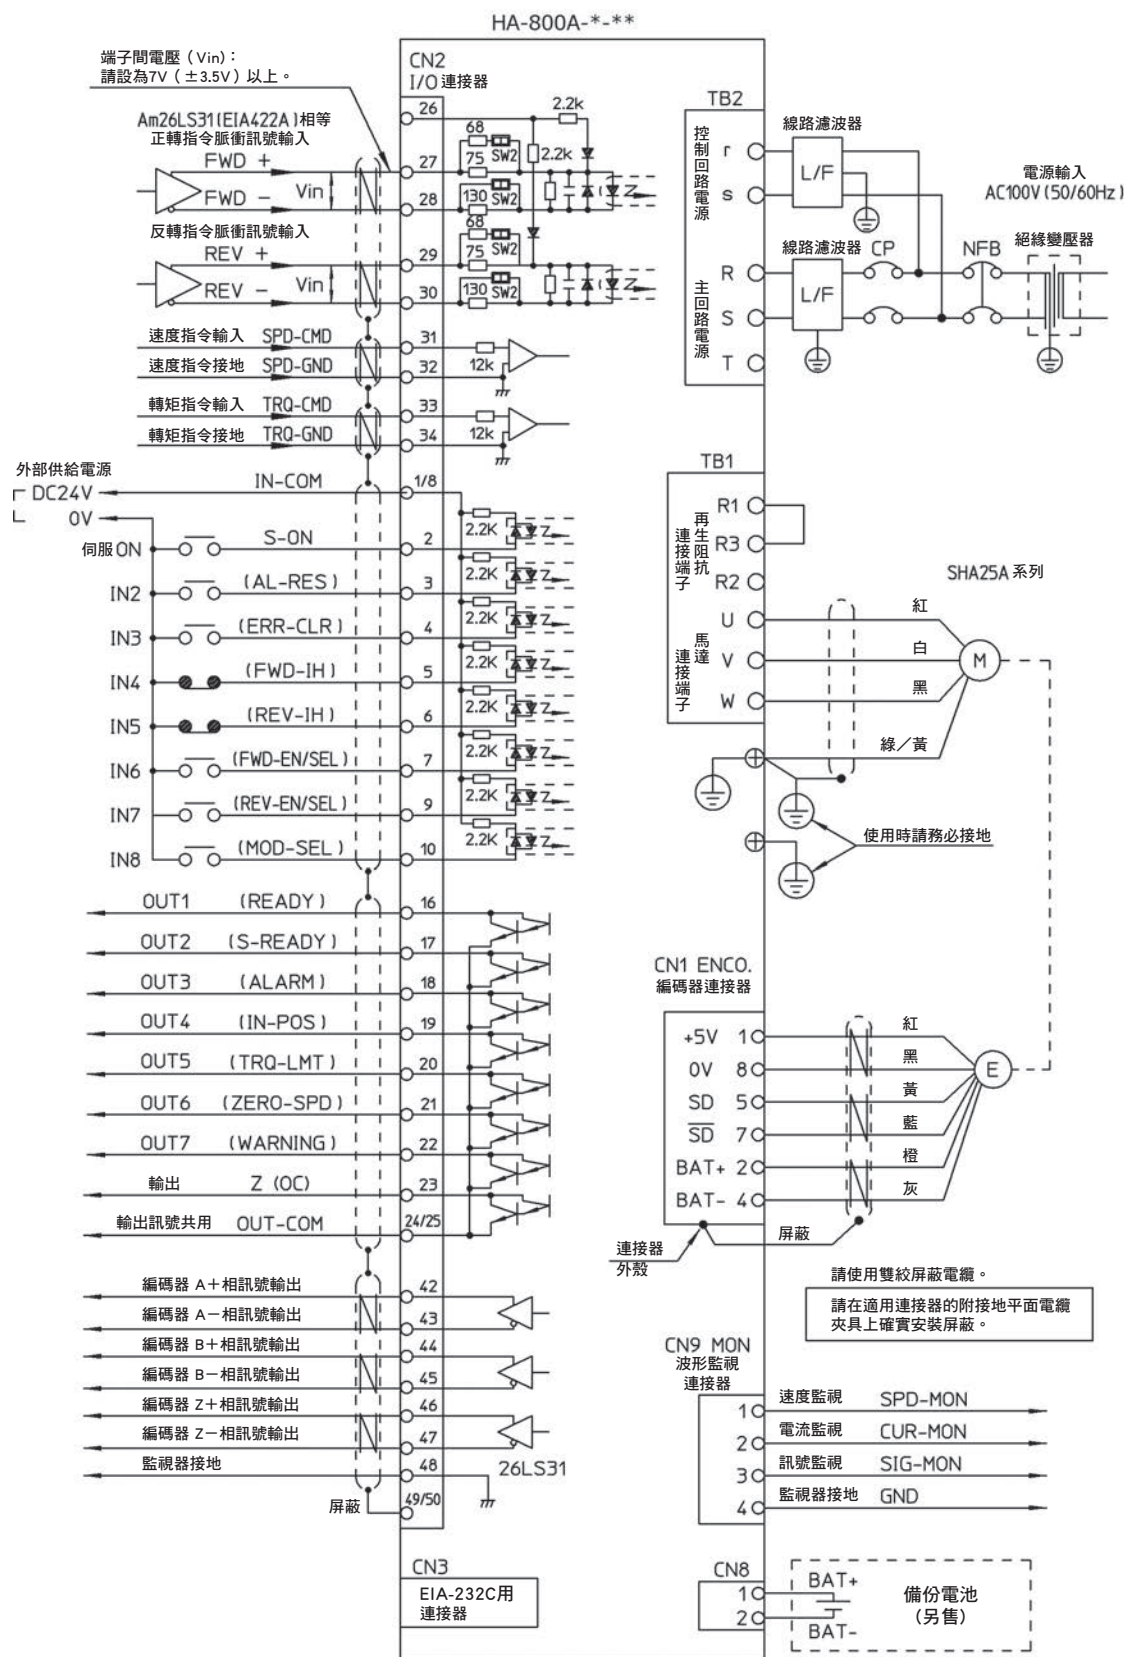 HA-800A-*-**
端子間電壓（Vin）：
請設為7V（±3.5V）以上。
CN2
I/O 連接器
Am26LS31(EIA422A)相等
正轉指令脈衝訊號輸入
FWD +
Vin
FWD -
反轉指令脈衝訊號輸入
REV +
Vin
REV -
速度指令輸入 SPD-CMD
速度指令接地 SPD-GND
轉矩指令輸入 TRQ-CMD
轉矩指令接地 TRQ-GND
外部供給電源
DC24V
0V
IN-COM
伺服ON S-ON
IN2 (AL-RES)
IN3 (ERR-CLR)
IN4 (FWD-IH)
IN5 (REV-IH)
IN6 (FWD-EN/SEL)
IN7 (REV-EN/SEL)
IN8 (MOD-SEL)
OUT1 (READY)
OUT2 (S-READY)
OUT3 (ALARM)
OUT4 (IN-POS)
OUT5 (TRQ-LMT)
OUT6 (ZERO-SPD)
OUT7 (WARNING)
輸出 Z (OC)
輸出訊號共用 OUT-COM
編碼器 A＋相訊號輸出
編碼器 A－相訊號輸出
編碼器 B＋相訊號輸出
編碼器 B－相訊號輸出
編碼器 Z＋相訊號輸出
編碼器 Z－相訊號輸出
監視器接地
屏蔽
26
27
28
29
30
31
32
33
34
1/8
2
3
4
5
6
7
9
10
16
17
18
19
20
21
22
23
24/25
42
43
44
45
46
47
48
49/50
2.2k
68
SW2
75
2.2k
130
SW2
68
SW2
75
130
SW2
12k
12k
2.2K
2.2K
2.2K
2.2K
2.2K
2.2K
2.2K
2.2K
26LS31
CN3
EIA-232C用
連接器
TB2
控制回路電源
r
s
主回路電源
R
S
T
線路濾波器
L/F
線路濾波器
L/F
CP
NFB
電源輸入
AC100V(50/60Hz)
絕緣變壓器
TB1
再生阻抗
連接端子
R1
R3
R2
馬達
連接端子
U
V
W
SHA25A 系列
紅
白
黑
綠／黃
M
使用時請務必接地
CN1 ENCO.
編碼器連接器
+5V 1
0V 8
SD 5
S̅D̅ 7
BAT+ 2
BAT- 4
紅
黑
黃
藍
橙
灰
E
屏蔽
連接器
外殼
請使用雙絞屏蔽電纜。
請在適用連接器的附接地平面電纜
夾具上確實安裝屏蔽。
CN9 MON
波形監視
連接器
1 速度監視 SPD-MON
2 電流監視 CUR-MON
3 訊號監視 SIG-MON
4 監視器接地 GND
CN8
1
2
BAT+
BAT-
備份電池
(另售)